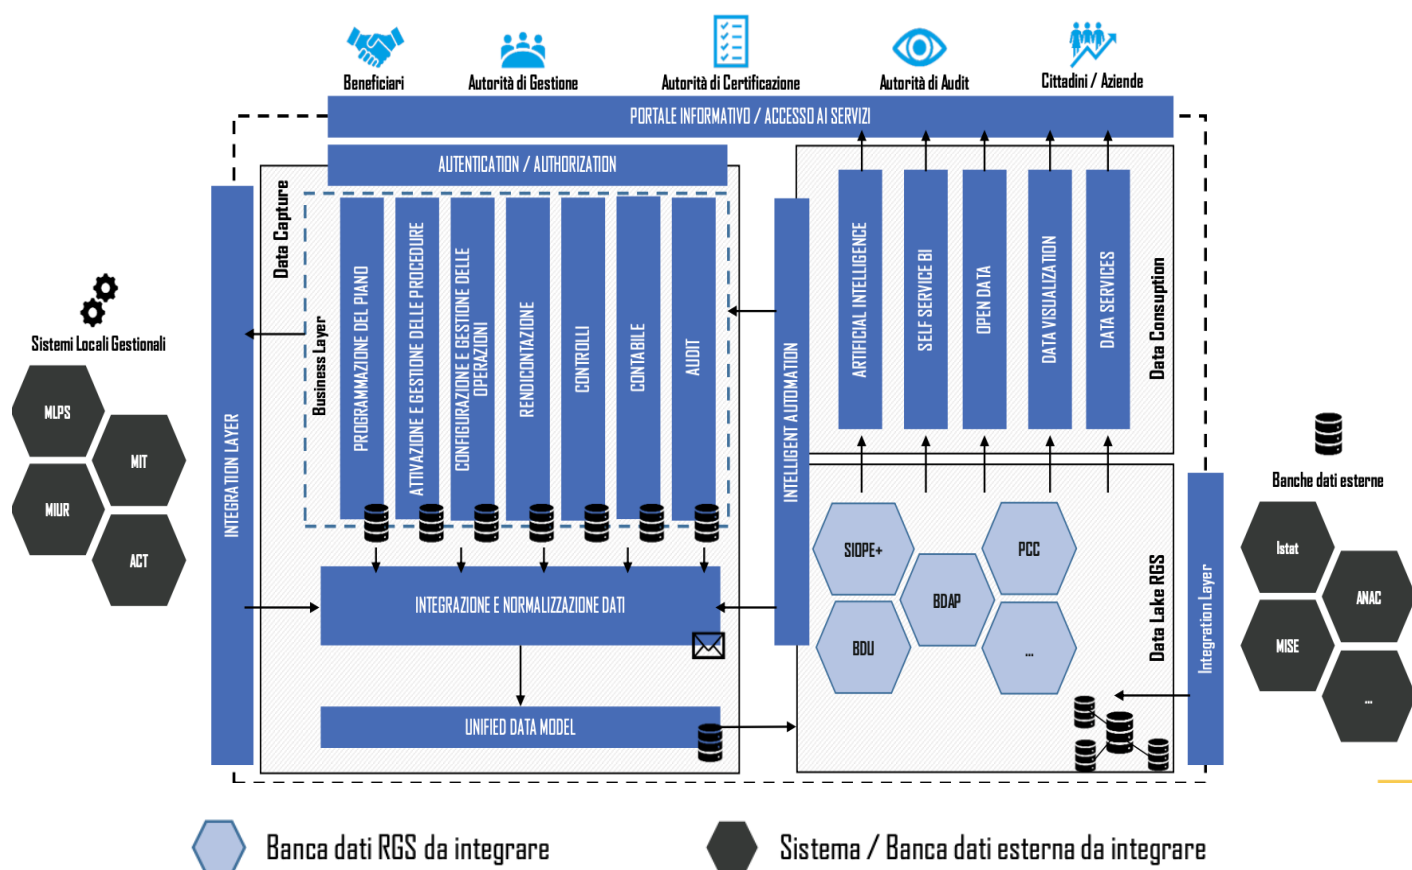 Beneficiari
Autorità di Gestione
Autorità di Certificazione
Autorità di Audit
Cittadini / Aziende
PORTALE INFORMATIVO / ACCESSO AI SERVIZI
AUTENTICATION / AUTHORIZATION
Data Capture
Business Layer
PROGRAMMAZIONE DEL PIANO
ATTIVAZIONE E GESTIONE DELLE PROCEDURE
CONFIGURAZIONE E GESTIONE DELLE
OPERAZIONI
RENDICONTAZIONE
CONTROLLI
CONTABILE
AUDIT
INTELLIGENT AUTOMATION
ARTIFICIAL INTELLIGENCE
SELF SERVICE BI
OPEN DATA
DATA VISUALIZATION
DATA SERVICES
Data Consuption
Sistemi Locali Gestionali
MLPS
MIT
MIUR
ACT
INTEGRATION LAYER
INTEGRAZIONE E NORMALIZZAZIONE DATI
UNIFIED DATA MODEL
SIOPE+
PCC
BDAP
BDU
...
Data Lake RGS
Integration Layer
Banche dati esterne
Istat
ANAC
MISE
...
Banca dati RGS da integrare
Sistema / Banca dati esterna da integrare